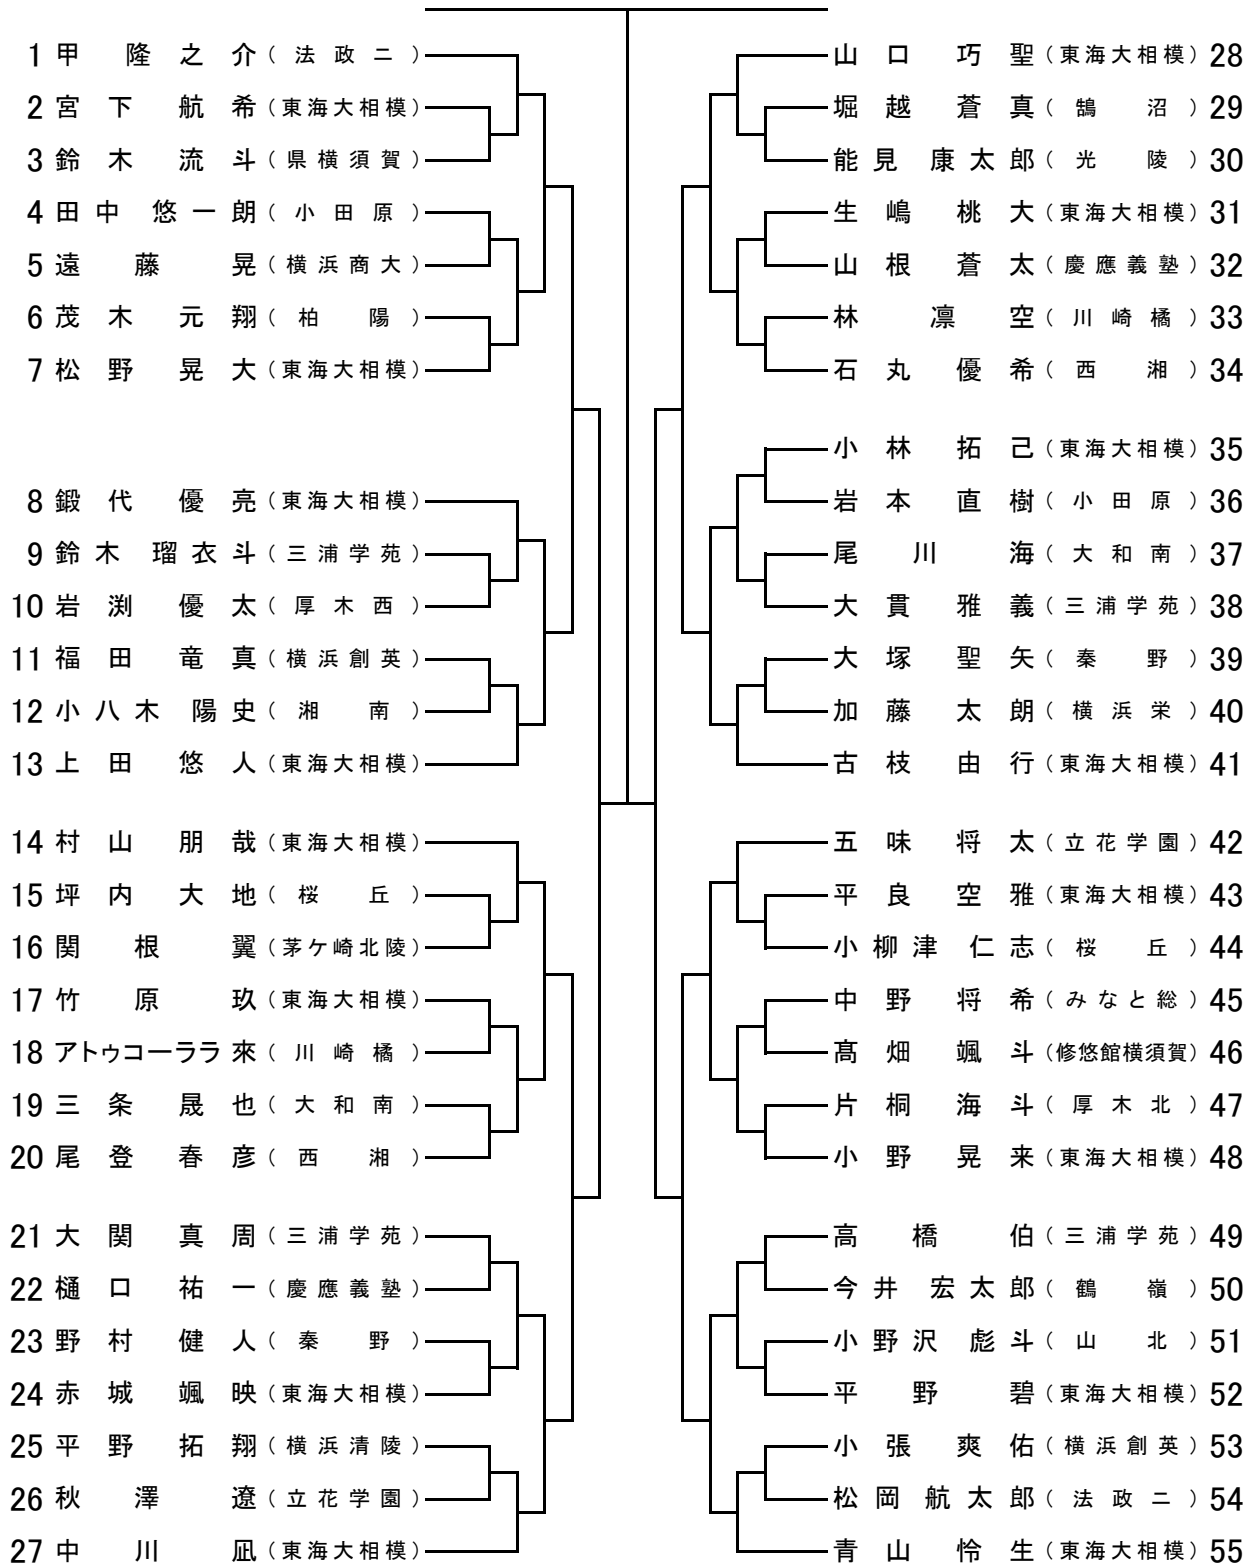 1 甲 隆之介 (法政二)
2 宮下 航希 (東海大相模)
3 鈴木 流斗 (県横須賀)
4 田中 悠一朗 (小田原)
5 遠藤 晃 (横浜商大)
6 茂木 元翔 (柏陽)
7 松野 晃大 (東海大相模)
8 鍛代 優亮 (東海大相模)
9 鈴木 瑠衣斗 (三浦学苑)
10 岩渕 優太 (厚木西)
11 福田 竜真 (横浜創英)
12 小八木 陽史 (湘南)
13 上田 悠人 (東海大相模)
14 村山 朋哉 (東海大相模)
15 坪内 大地 (桜丘)
16 関根 翼 (茅ケ崎北陵)
17 竹原 玖 (東海大相模)
18 アトゥコーララ 來 (川崎橘)
19 三条 晟也 (大和南)
20 尾登 春彦 (西湘)
21 大関 真周 (三浦学苑)
22 樋口 祐一 (慶應義塾)
23 野村 健人 (秦野)
24 赤城 颯映 (東海大相模)
25 平野 拓翔 (横浜清陵)
26 秋澤 遼 (立花学園)
27 中川 凪 (東海大相模)
山口 巧聖 (東海大相模) 28
堀越 蒼真 (鵠沼) 29
能見 康太郎 (光陵) 30
生嶋 桃大 (東海大相模) 31
山根 蒼太 (慶應義塾) 32
林 凛空 (川崎橘) 33
石丸 優希 (西湘) 34
小林 拓己 (東海大相模) 35
岩本 直樹 (小田原) 36
尾川 海 (大和南) 37
大貫 雅義 (三浦学苑) 38
大塚 聖矢 (秦野) 39
加藤 太朗 (横浜栄) 40
古枝 由行 (東海大相模) 41
五味 将太 (立花学園) 42
平良 空雅 (東海大相模) 43
小柳津 仁志 (桜丘) 44
中野 将希 (みなと総) 45
髙畑 颯斗 (修悠館横須賀) 46
片桐 海斗 (厚木北) 47
小野 晃来 (東海大相模) 48
高橋 伯 (三浦学苑) 49
今井 宏太郎 (鶴嶺) 50
小野沢 彪斗 (山北) 51
平野 碧 (東海大相模) 52
小張 爽佑 (横浜創英) 53
松岡 航太郎 (法政二) 54
青山 怜生 (東海大相模) 55